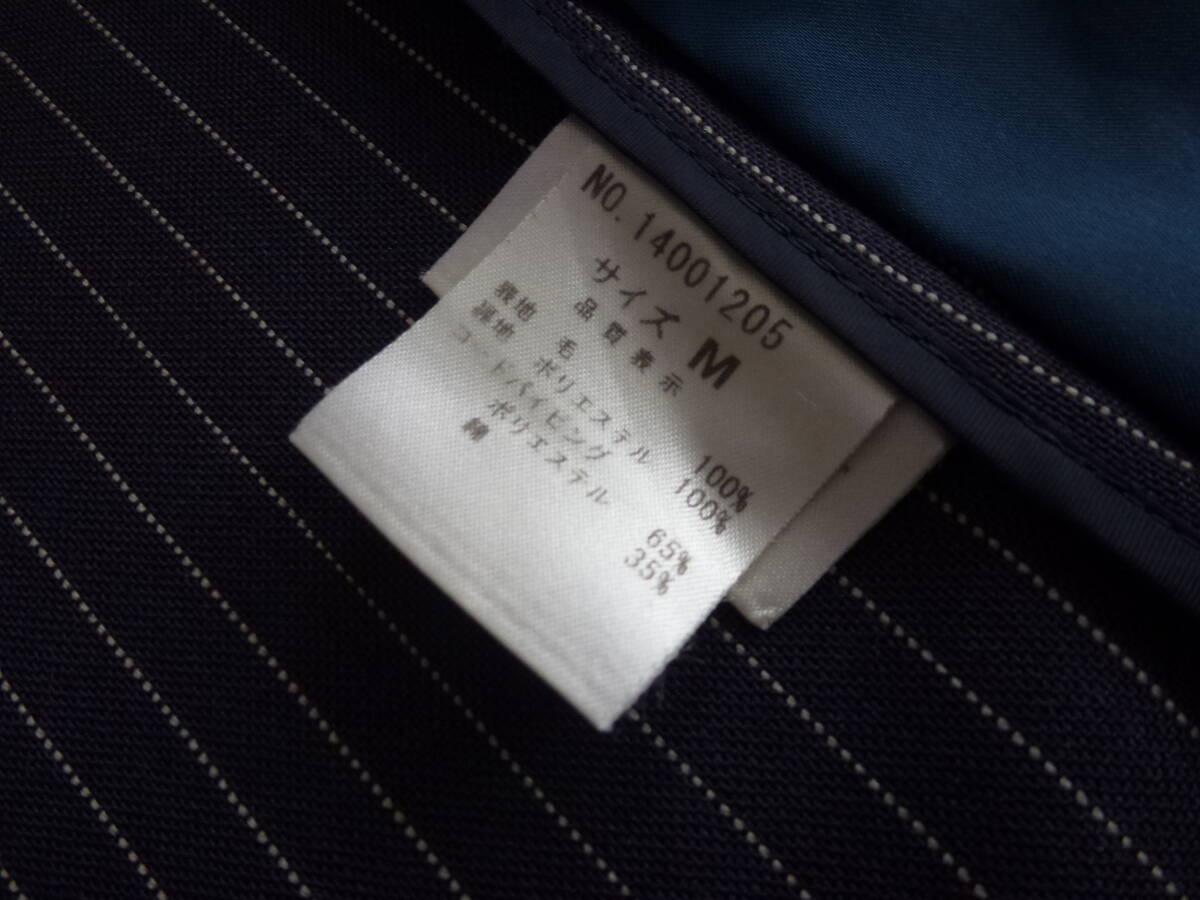 NO. 14001205
サイズ M
品質表示
表地 毛 100%
裏地 ポリエステル 100%
コードパイピング
ポリエステル 65%
綿 35%